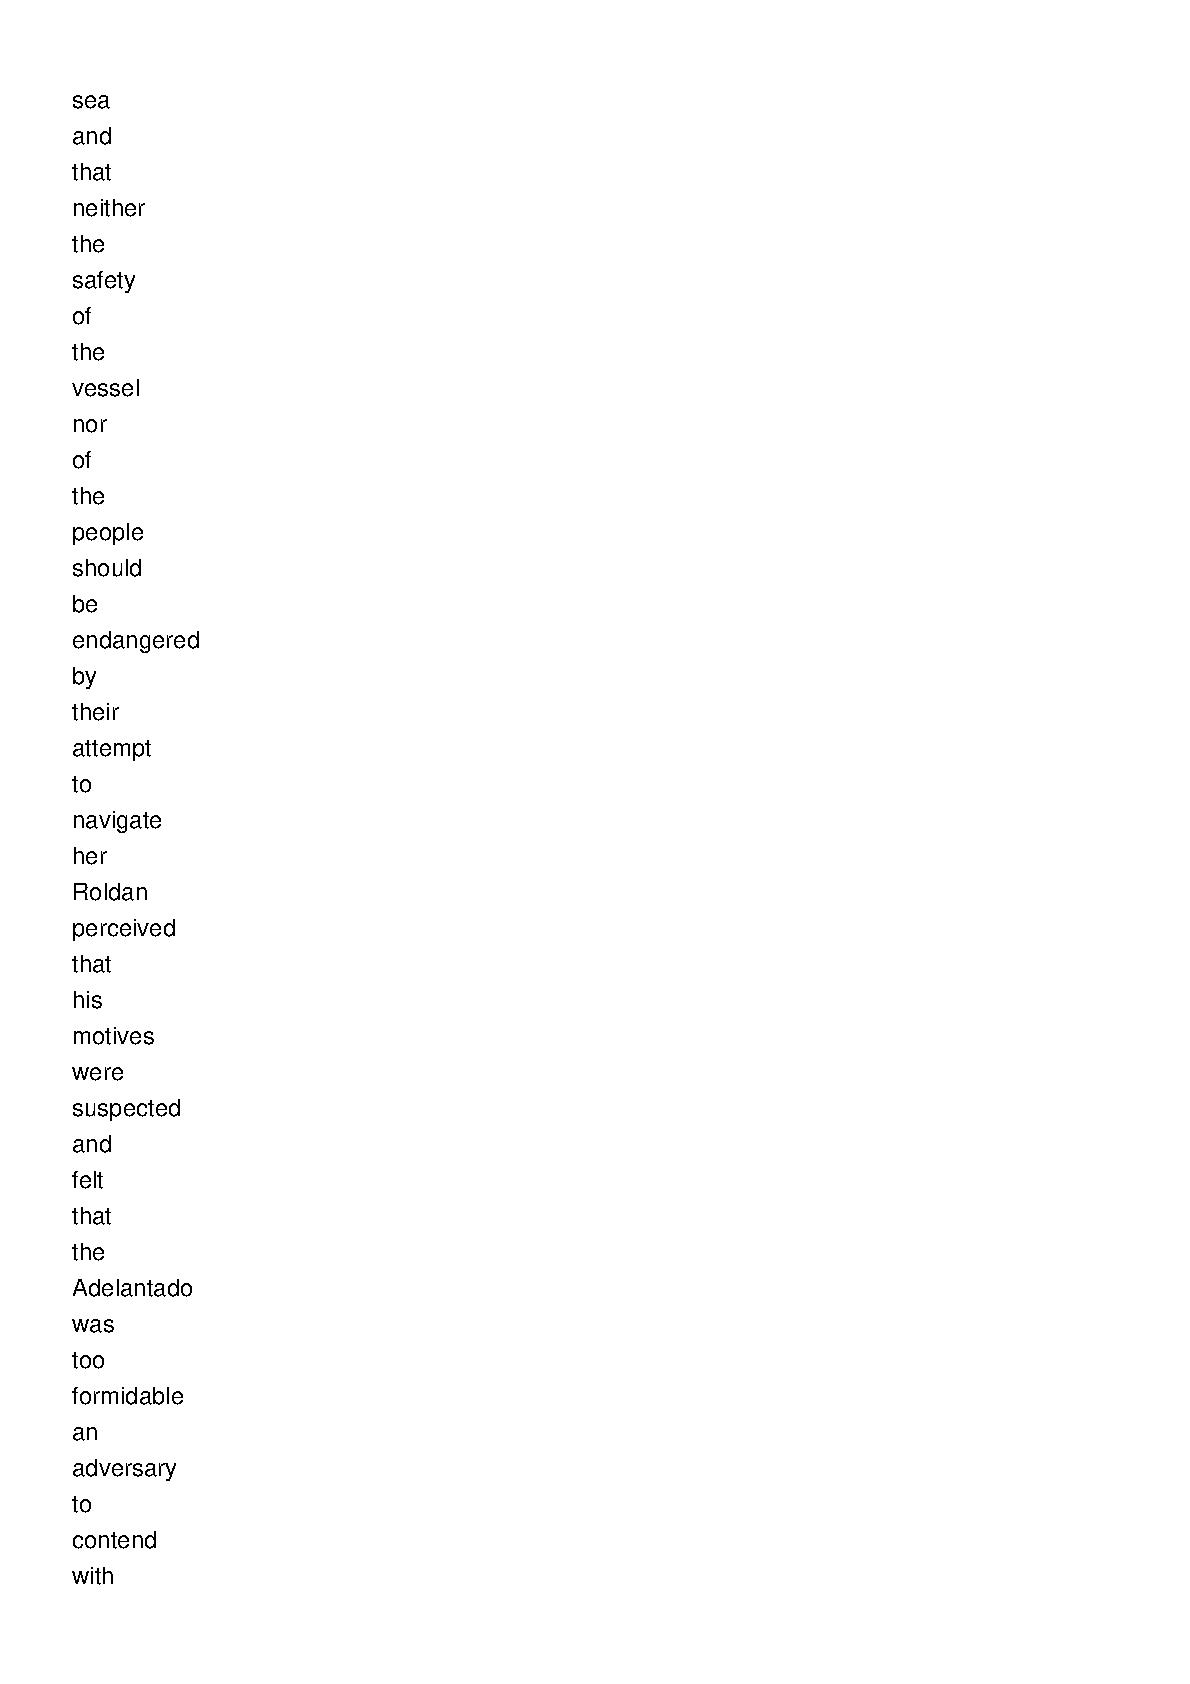 sea
and
that
neither
the
safety
of
the
vessel
nor
of
the
people
should
be
endangered
by
their
attempt
to
navigate
her
Roldan
perceived
that
his
motives
were
suspected
and
felt
that
the
Adelantado
was
too
formidable
an
adversary
to
contend
with